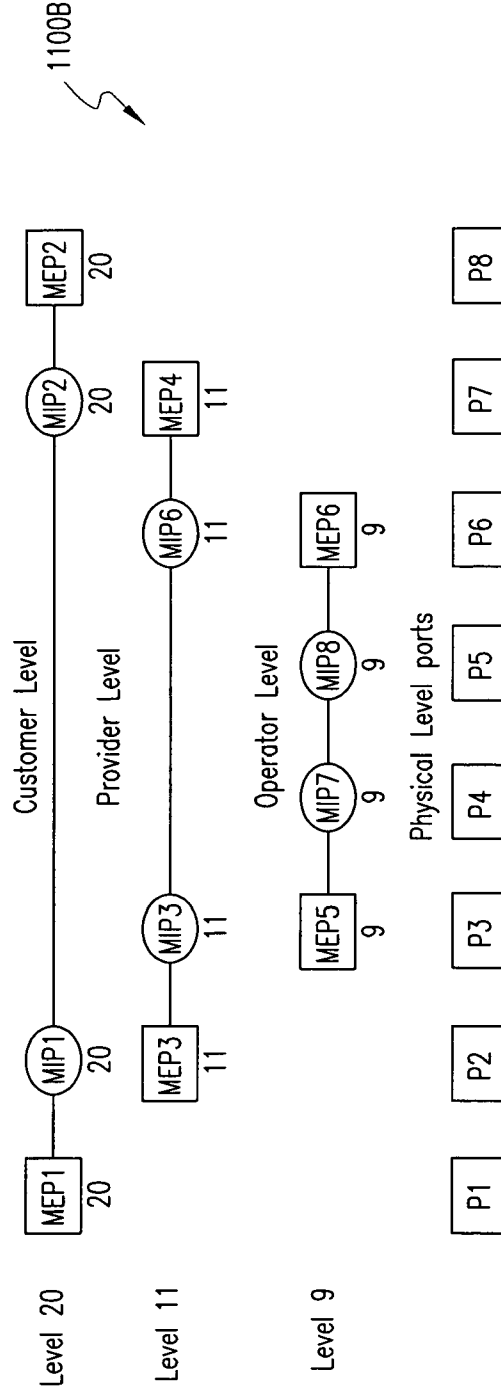 1100B
Level 20
Customer Level
MEP1 MIP1 MIP2 MEP2
20 20 20 20
Level 11
Provider Level
MEP3 MIP3 MIP6 MEP4
11 11 11 11
Level 9
Operator Level
MEP5 MIP7 MIP8 MEP6
9 9 9 9
Physical Level ports
P1 P2 P3 P4 P5 P6 P7 P8